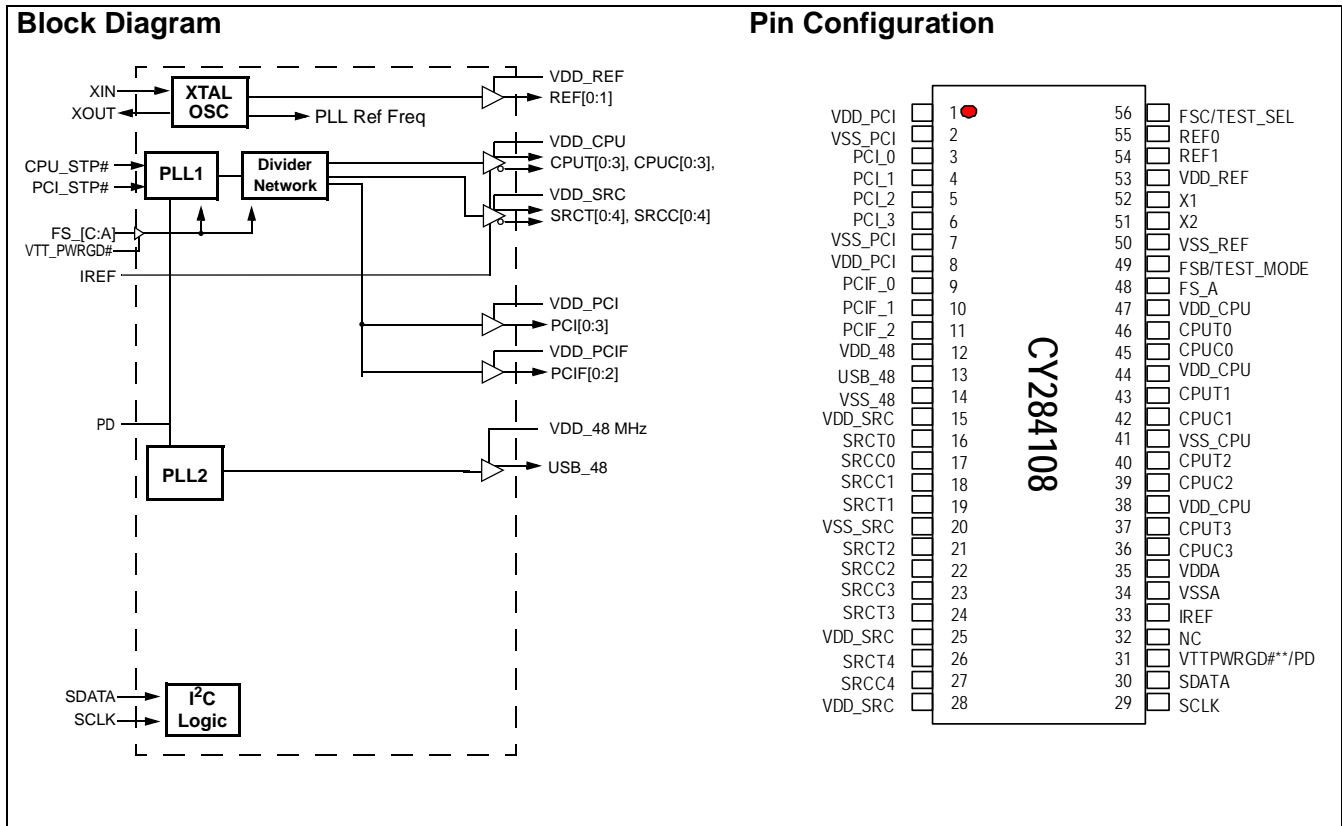 Block Diagram
XIN
XOUT
XTAL
OSC
PLL Ref Freq
VDD_REF
REF[0:1]
CPU_STP#
PCI_STP#
PLL1
Divider
Network
VDD_CPU
CPUT[0:3], CPUC[0:3],
VDD_SRC
SRCT[0:4], SRCC[0:4]
FS_[C:A]
VTT_PWRGD#
IREF
VDD_PCI
PCI[0:3]
VDD_PCIF
PCIF[0:2]
PD
PLL2
VDD_48 MHz
USB_48
SDATA
SCLK
I2C
Logic
Pin Configuration
CY284108
VDD_PCI 1
VSS_PCI 2
PCI_0 3
PCI_1 4
PCI_2 5
PCI_3 6
VSS_PCI 7
VDD_PCI 8
PCIF_0 9
PCIF_1 10
PCIF_2 11
VDD_48 12
USB_48 13
VSS_48 14
VDD_SRC 15
SRCT0 16
SRCC0 17
SRCC1 18
SRCT1 19
VSS_SRC 20
SRCT2 21
SRCC2 22
SRCC3 23
SRCT3 24
VDD_SRC 25
SRCT4 26
SRCC4 27
VDD_SRC 28
56 FSC/TEST_SEL
55 REF0
54 REF1
53 VDD_REF
52 X1
51 X2
50 VSS_REF
49 FSB/TEST_MODE
48 FS_A
47 VDD_CPU
46 CPUT0
45 CPUC0
44 VDD_CPU
43 CPUT1
42 CPUC1
41 VSS_CPU
40 CPUT2
39 CPUC2
38 VDD_CPU
37 CPUT3
36 CPUC3
35 VDDA
34 VSSA
33 IREF
32 NC
31 VTTPWRGD#**/PD
30 SDATA
29 SCLK